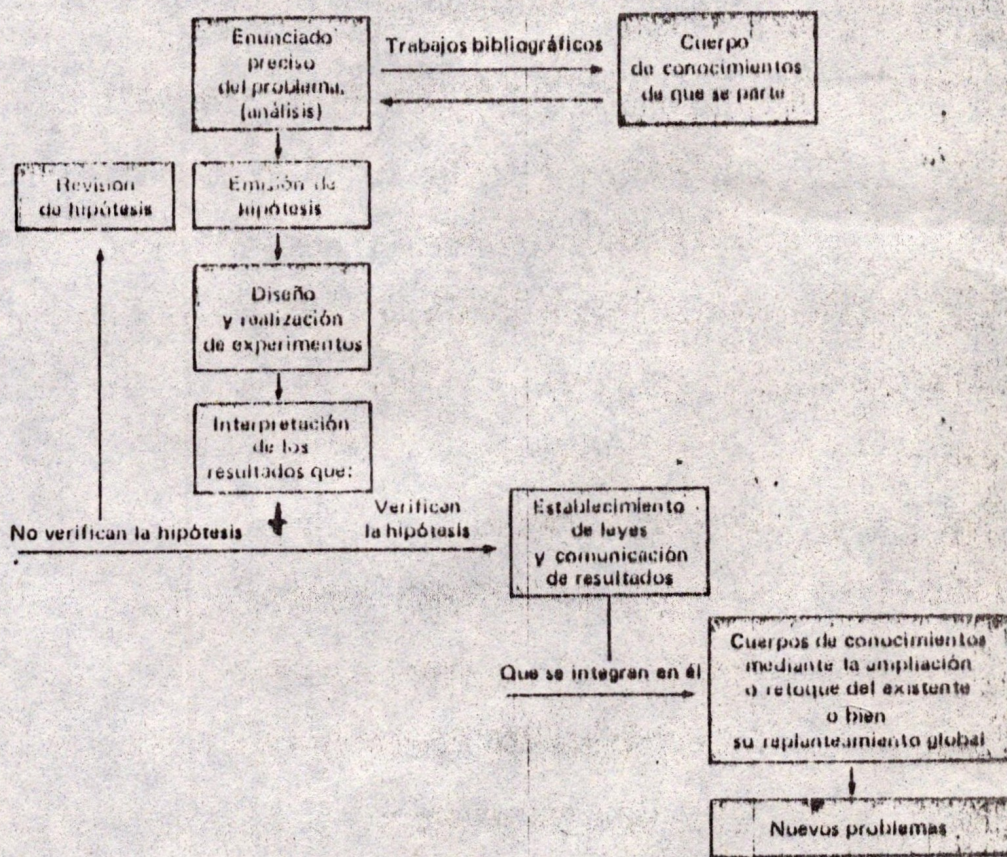 Enunciado
preciso
del problema.
(análisis)
Trabajos bibliográficos
Cuerpo
de conocimientos
de que se parte
Revisión
de hipótesis
Emisión de
hipótesis
Diseño
y realización
de experimentos
Interpretación
de los
resultados que:
No verifican la hipótesis
Verifican
la hipótesis
Establecimiento
de leyes
y comunicación
de resultados
Que se integran en él
Cuerpos de conocimientos
mediante la ampliación
o retoque del existente
o bien
su replanteamiento global
Nuevos problemas